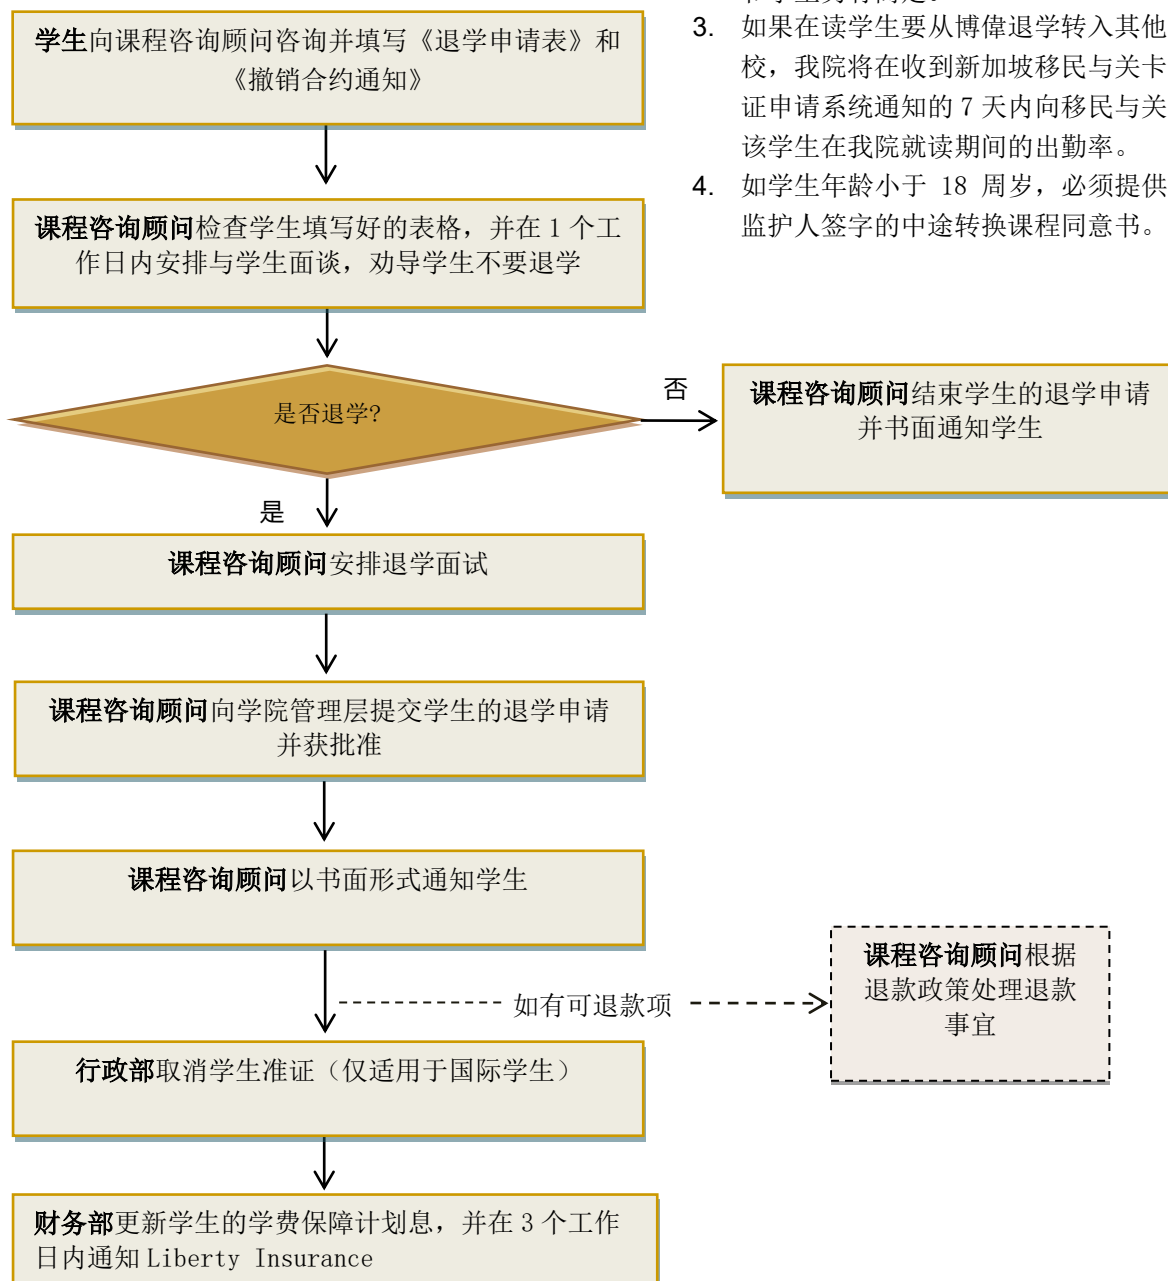 学生向课程咨询顾问咨询并填写《退学申请表》和
《撤销合约通知》
课程咨询顾问检查学生填写好的表格，并在 1 个工
作日内安排与学生面谈，劝导学生不要退学
是否退学?
否
课程咨询顾问结束学生的退学申请
并书面通知学生
是
课程咨询顾问安排退学面试
课程咨询顾问向学院管理层提交学生的退学申请
并获批准
课程咨询顾问以书面形式通知学生
如有可退款项
课程咨询顾问根据
退款政策处理退款
事宜
行政部取消学生准证（仅适用于国际学生）
财务部更新学生的学费保障计划息，并在 3 个工作
日内通知 Liberty Insurance
3. 如果在读学生要从博偉退学转入其他
校，我院将在收到新加坡移民与关卡
证申请系统通知的 7 天内向移民与关
该学生在我院就读期间的出勤率。
4. 如学生年龄小于 18 周岁，必须提供
监护人签字的中途转换课程同意书。